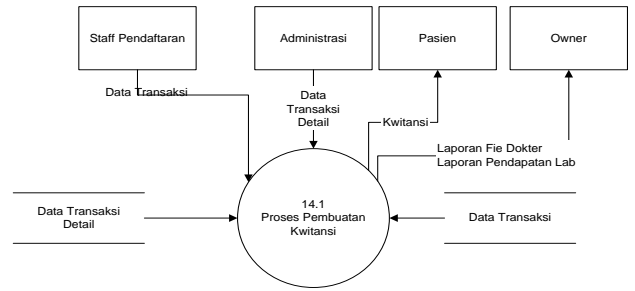 Staff Pendaftaran
Administrasi
Pasien
Owner
Data Transaksi
Data
Transaksi
Detail
Kwitansi
Laporan Fie Dokter
Laporan Pendapatan Lab
Data Transaksi
Detail
14.1
Proses Pembuatan
Kwitansi
Data Transaksi